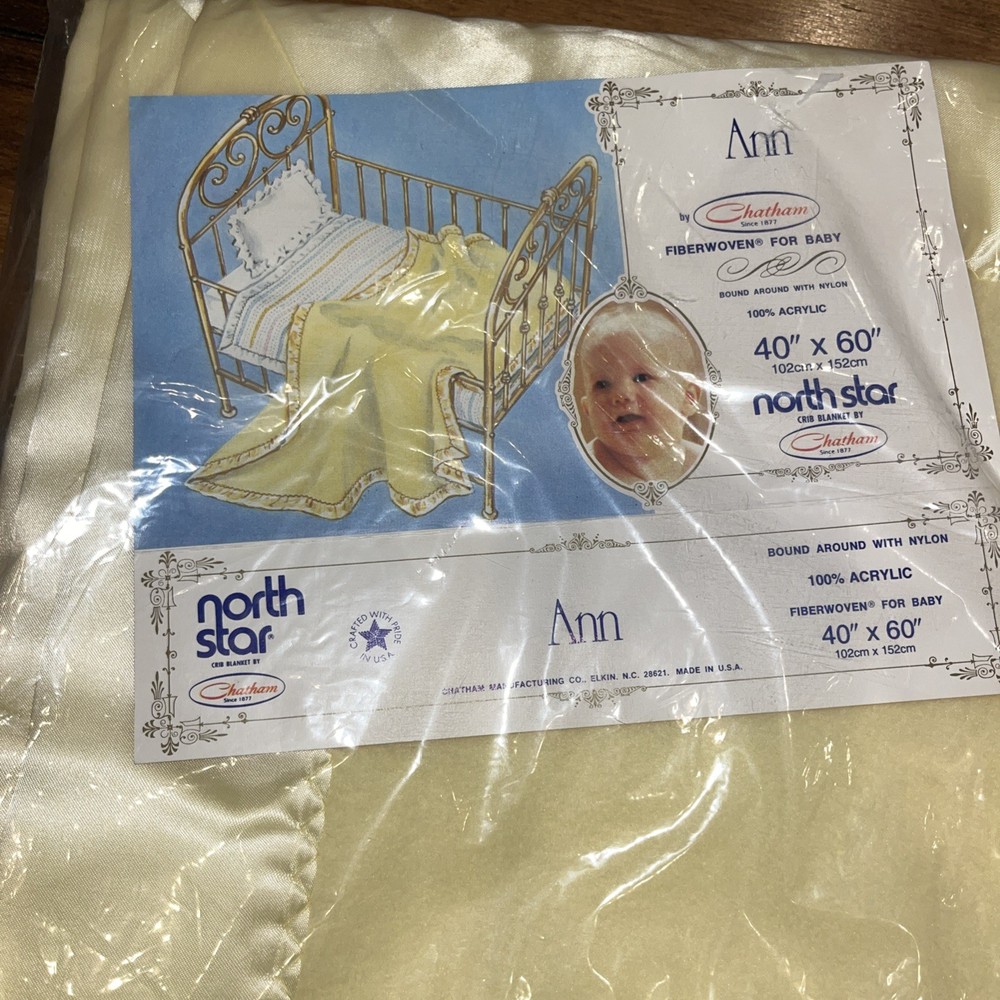 Ann
by Chatham
Since 1877
FIBERWOVEN® FOR BABY
BOUND AROUND WITH NYLON
100% ACRYLIC
40" x 60"
102cm x 152cm
north star
CRIB BLANKET BY
Chatham
Since 1877
north
star®
CRIB BLANKET BY
Chatham
Since 1877
CRAFTED WITH PRIDE
IN USA
Ann
CHATHAM MANUFACTURING CO., ELKIN, N.C. 28621. MADE IN U.S.A.
BOUND AROUND WITH NYLON
100% ACRYLIC
FIBERWOVEN® FOR BABY
40" x 60"
102cm x 152cm